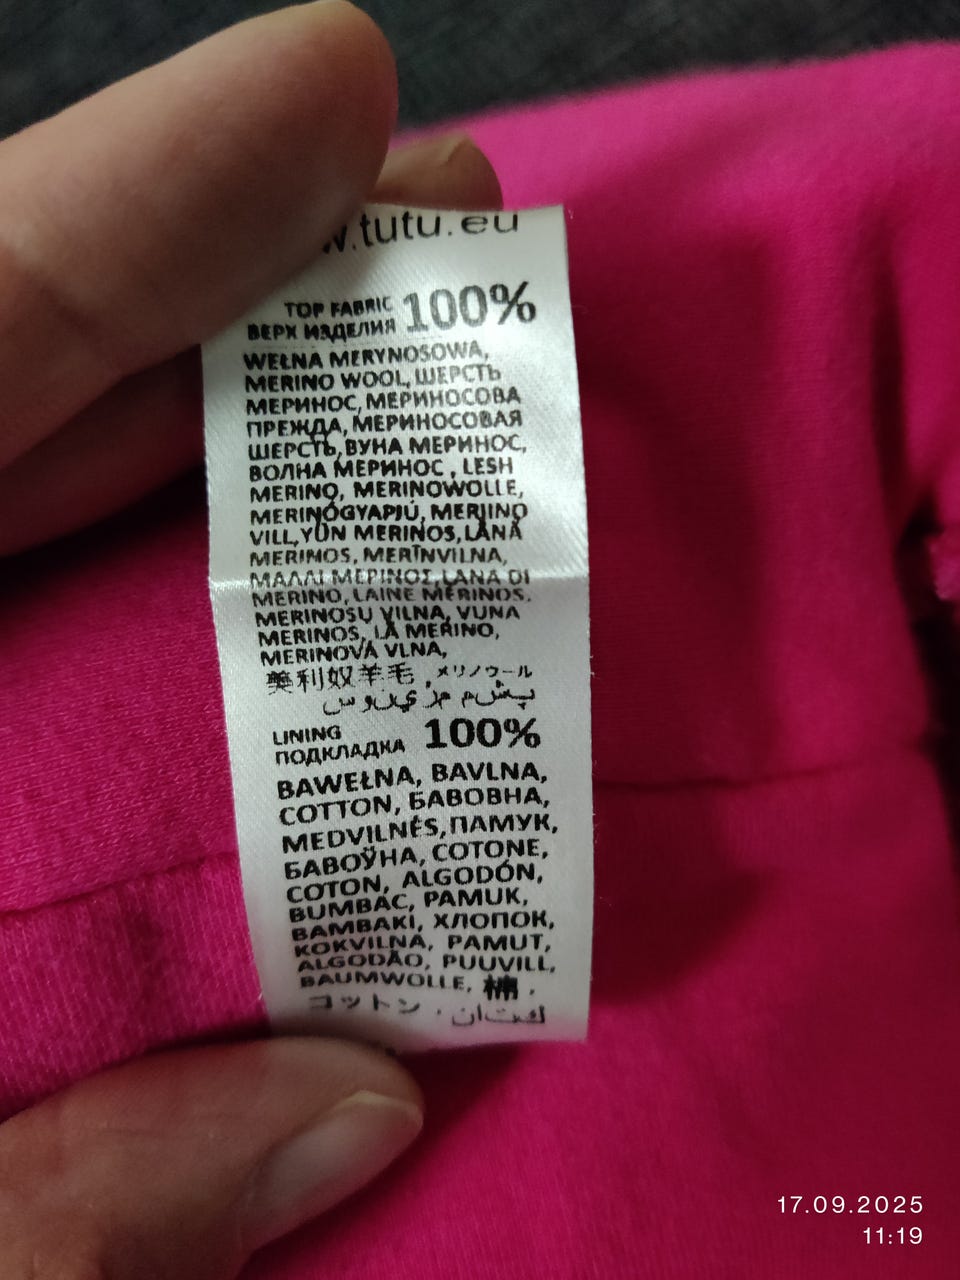 w.tutu.eu
TOP FABRIC 100%
ВЕРХ ИЗДЕЛИЯ
WEŁNA MERYNOSOWA,
MERINO WOOL, ШЕРСТЬ
МЕРИНОС, МЕРИНОСОВА
ПРЕЖДА, МЕРИНОСОВАЯ
ШЕРСТЬ, ВУНА МЕРИНОС,
ВОЛНА МЕРИНОС , LESH
MERINO, MERINOWOLLE,
MERINÓGYAPJÚ, MERIINO
VILL, YÜN MERINOS, LÂNĂ
MERINOS, MERĪNVILNA,
ΜΑΛΛΙ ΜΕΡΙΝΟΣ, LANA DI
MERINO, LAINE MÉRINOS,
MERINOSŲ VILNA, VUNA
MERINOS, LÃ MERINO,
MERINOVÁ VLNA,
美利奴羊毛 , メリノウール
پشم مرینوس
LINING 100%
ПОДКЛАДКА
BAWEŁNA, BAVLNA,
COTTON, БАВОВНА,
MEDVILNĖS, ПАМУК,
БАВОЎНА, COTONE,
COTON, ALGODÓN,
BUMBAC, PAMUK,
BAMBAKI, ХЛОПОК,
KOKVILNA, PAMUT,
ALGODÃO, PUUVILL,
BAUMWOLLE, 棉 ,
コットン , كتان
17.09.2025
11:19